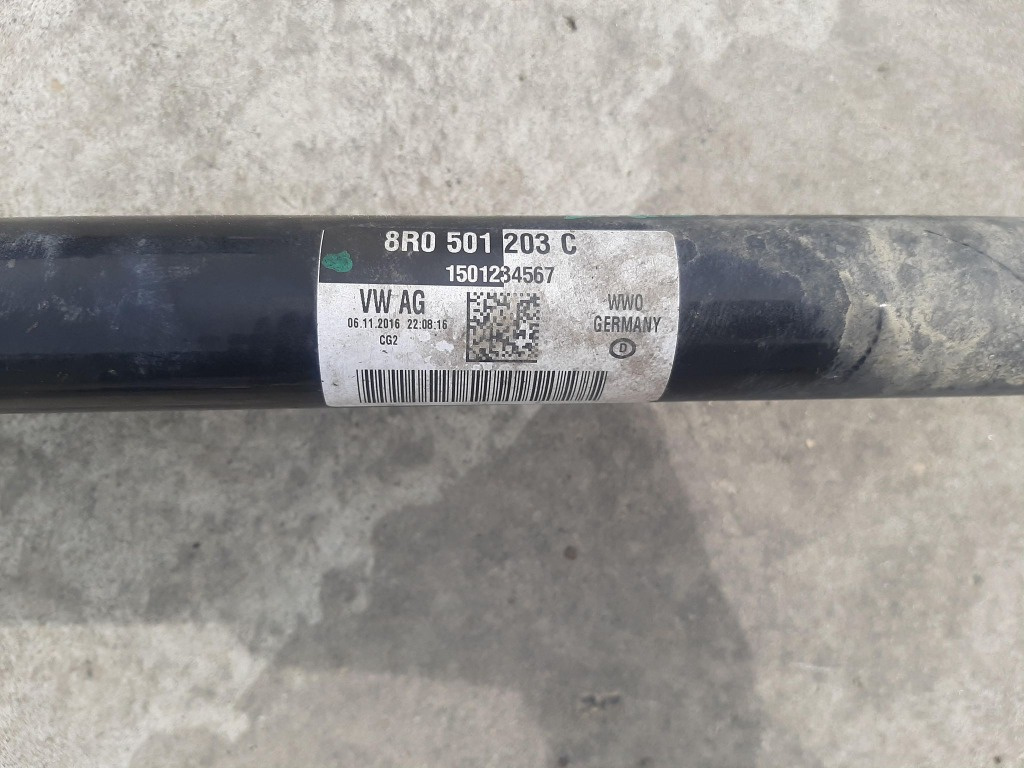 8R0 501 203 C
1501234567
VW AG
06.11.2016 22:08:16
CG2
WWO
GERMANY
D